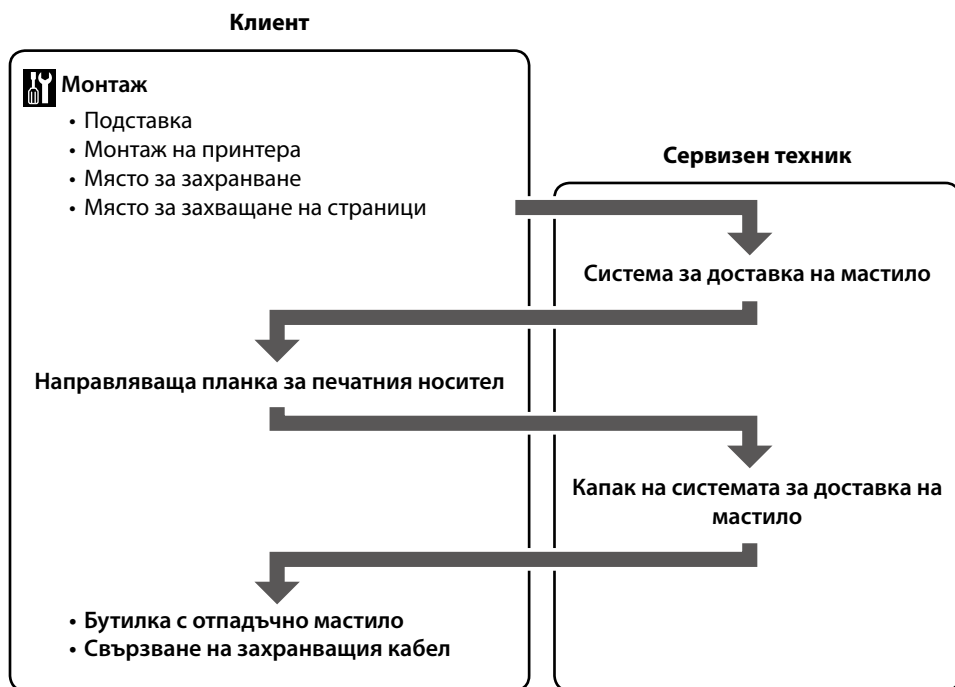 Клиент
Монтаж
• Подставка
• Монтаж на принтера
• Място за захранване
• Място за захващане на страници
Сервизен техник
Система за доставка на мастило
Направляваща планка за печатния носител
Капак на системата за доставка на
мастило
• Бутилка с отпадъчно мастило
• Свързване на захранващия кабел